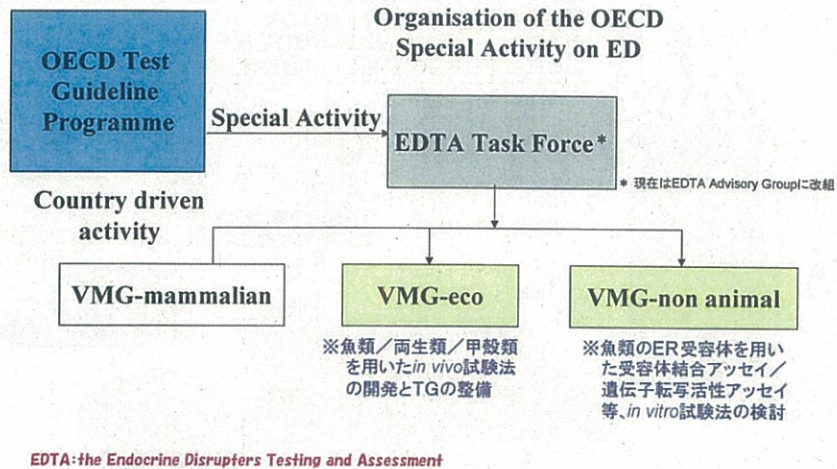 Organisation of the OECD
Special Activity on ED
OECD Test
Guideline
Programme
Special Activity
EDTA Task Force*
* 現在はEDTA Advisory Groupに改組
Country driven
activity
VMG-mammalian
VMG-eco
VMG-non animal
※魚類／両生類／甲殻類
を用いたin vivo試験法
の開発とTGの整備
※魚類のER受容体を用い
た受容体結合アッセイ／
遺伝子転写活性アッセイ
等、in vitro試験法の検討
EDTA:the Endocrine Disrupters Testing and Assessment